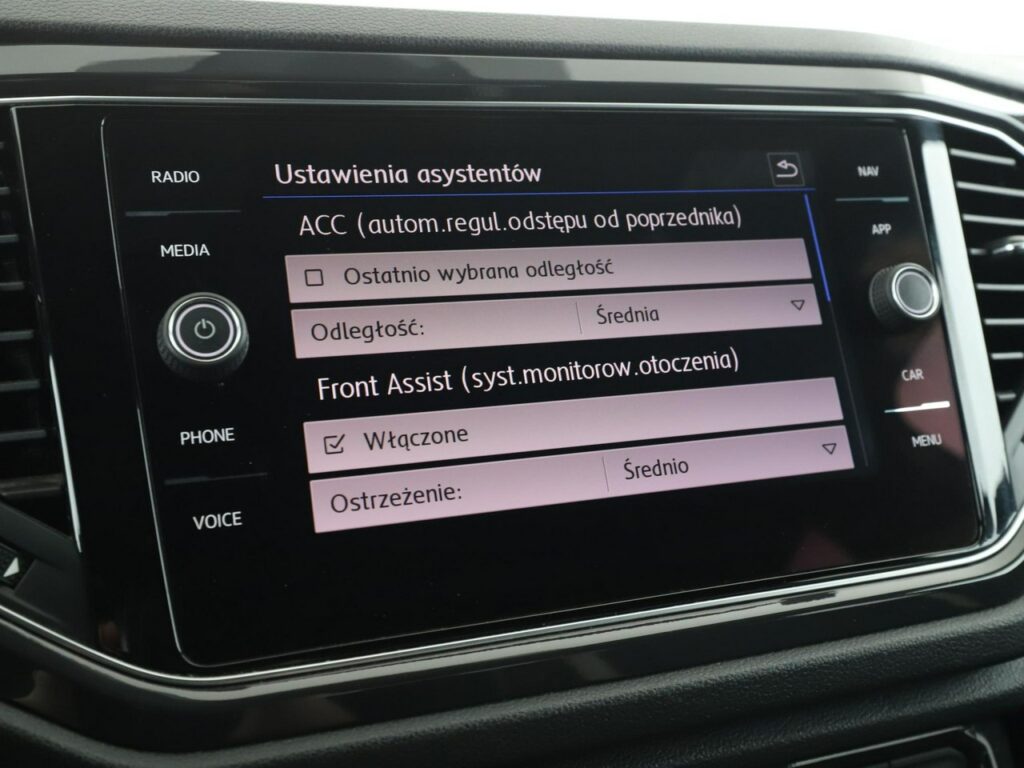 RADIO
MEDIA
PHONE
VOICE
Ustawienia asystentów
ACC (autom.regul.odstępu od poprzednika)
Ostatnio wybrana odległość
Odległość: Średnia
Front Assist (syst.monitorow.otoczenia)
Włączone
Ostrzeżenie: Średnio
NAV
APP
CAR
MENU